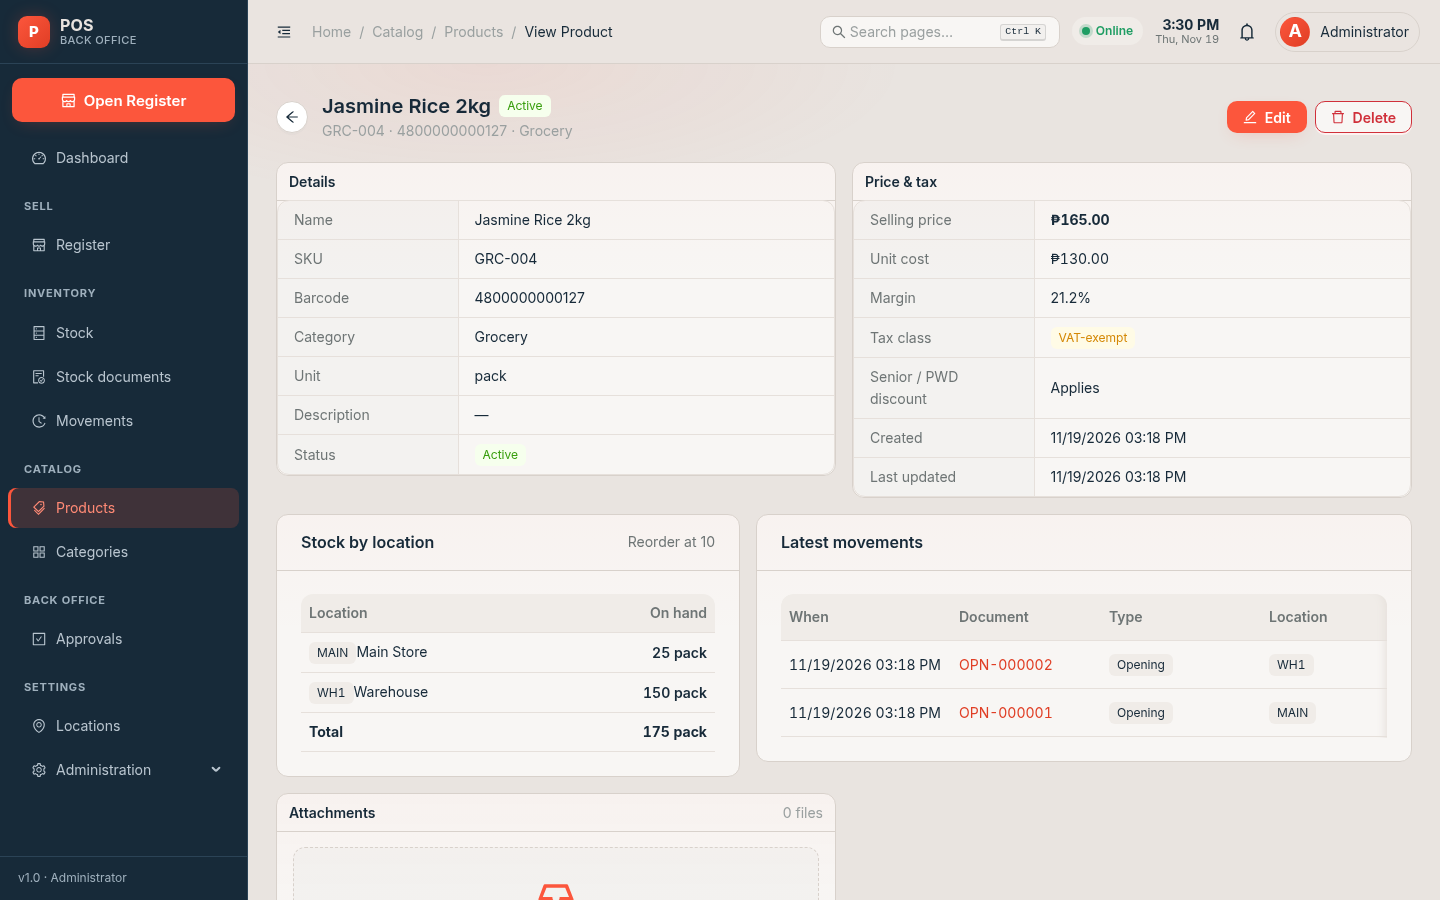 POS
BACK OFFICE
Open Register
Dashboard
SELL
Register
INVENTORY
Stock
Stock documents
Movements
CATALOG
Products
Categories
BACK OFFICE
Approvals
SETTINGS
Locations
Administration
v1.0 · Administrator
Home / Catalog / Products / View Product
Search pages... Ctrl K
Online
3:30 PM
Thu, Nov 19
A Administrator
Jasmine Rice 2kg Active
GRC-004 · 4800000000127 · Grocery
Edit Delete
Details
Name Jasmine Rice 2kg
SKU GRC-004
Barcode 4800000000127
Category Grocery
Unit pack
Description —
Status Active
Price & tax
Selling price ₱165.00
Unit cost ₱130.00
Margin 21.2%
Tax class VAT-exempt
Senior / PWD discount Applies
Created 11/19/2026 03:18 PM
Last updated 11/19/2026 03:18 PM
Stock by location Reorder at 10
Location On hand
MAIN Main Store 25 pack
WH1 Warehouse 150 pack
Total 175 pack
Latest movements
When Document Type Location
11/19/2026 03:18 PM OPN-000002 Opening WH1
11/19/2026 03:18 PM OPN-000001 Opening MAIN
Attachments 0 files